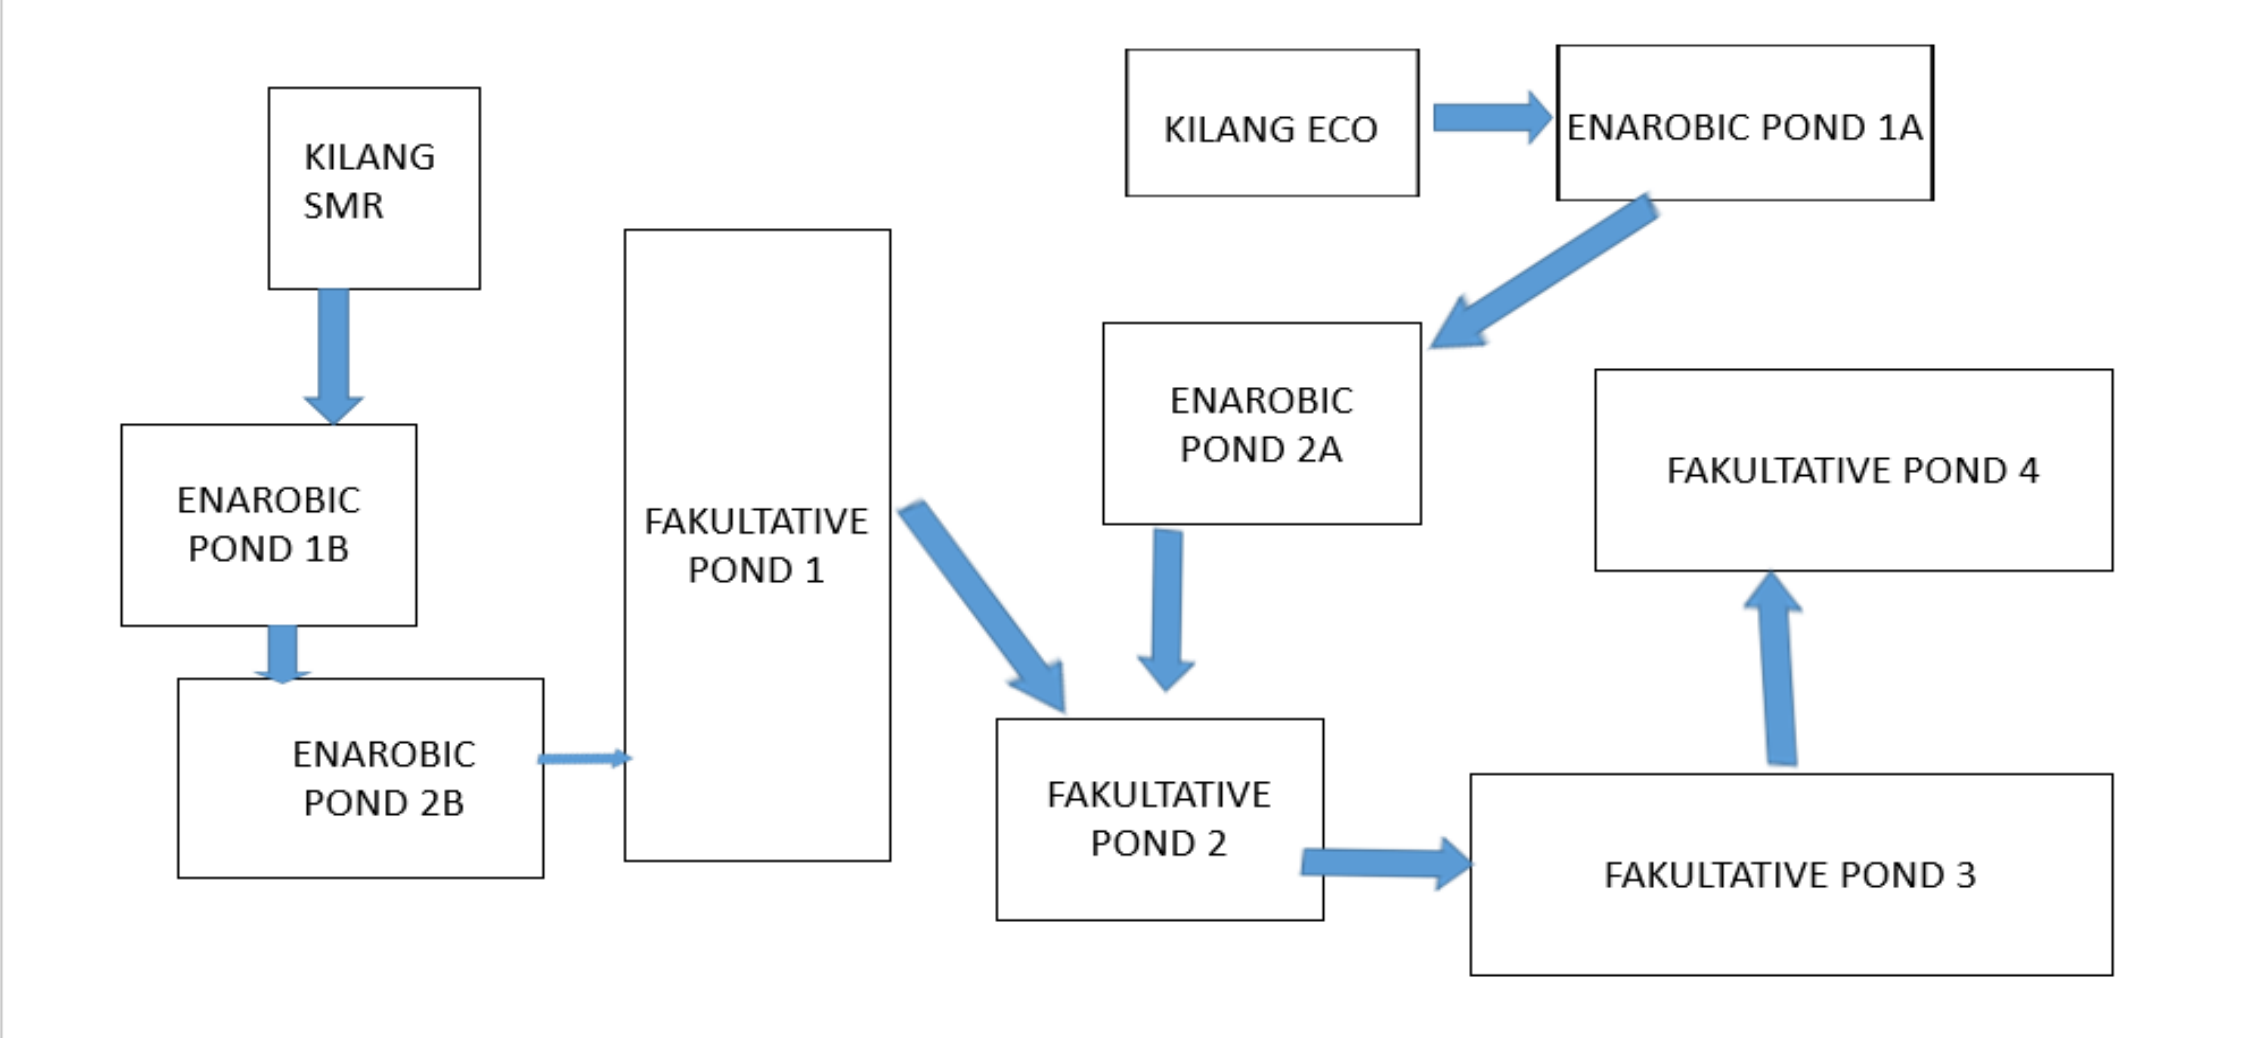 KILANG
SMR
ENAROBIC
POND 1B
ENAROBIC
POND 2B
FAKULTATIVE
POND 1
KILANG ECO
ENAROBIC POND 1A
ENAROBIC
POND 2A
FAKULTATIVE
POND 2
FAKULTATIVE POND 3
FAKULTATIVE POND 4